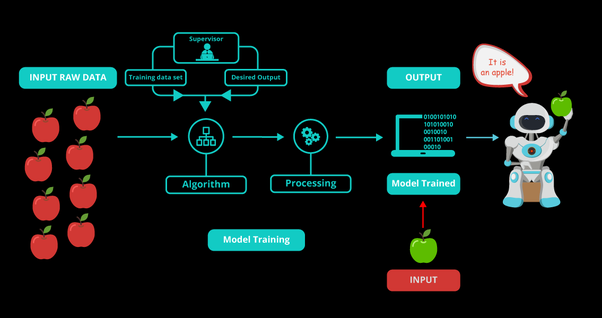 Supervisor
Training data set
Desired Output
INPUT RAW DATA
OUTPUT
It is
an apple!
0100101010
101010010
0010010
001101001
00010
Algorithm
Processing
Model Trained
Model Training
INPUT